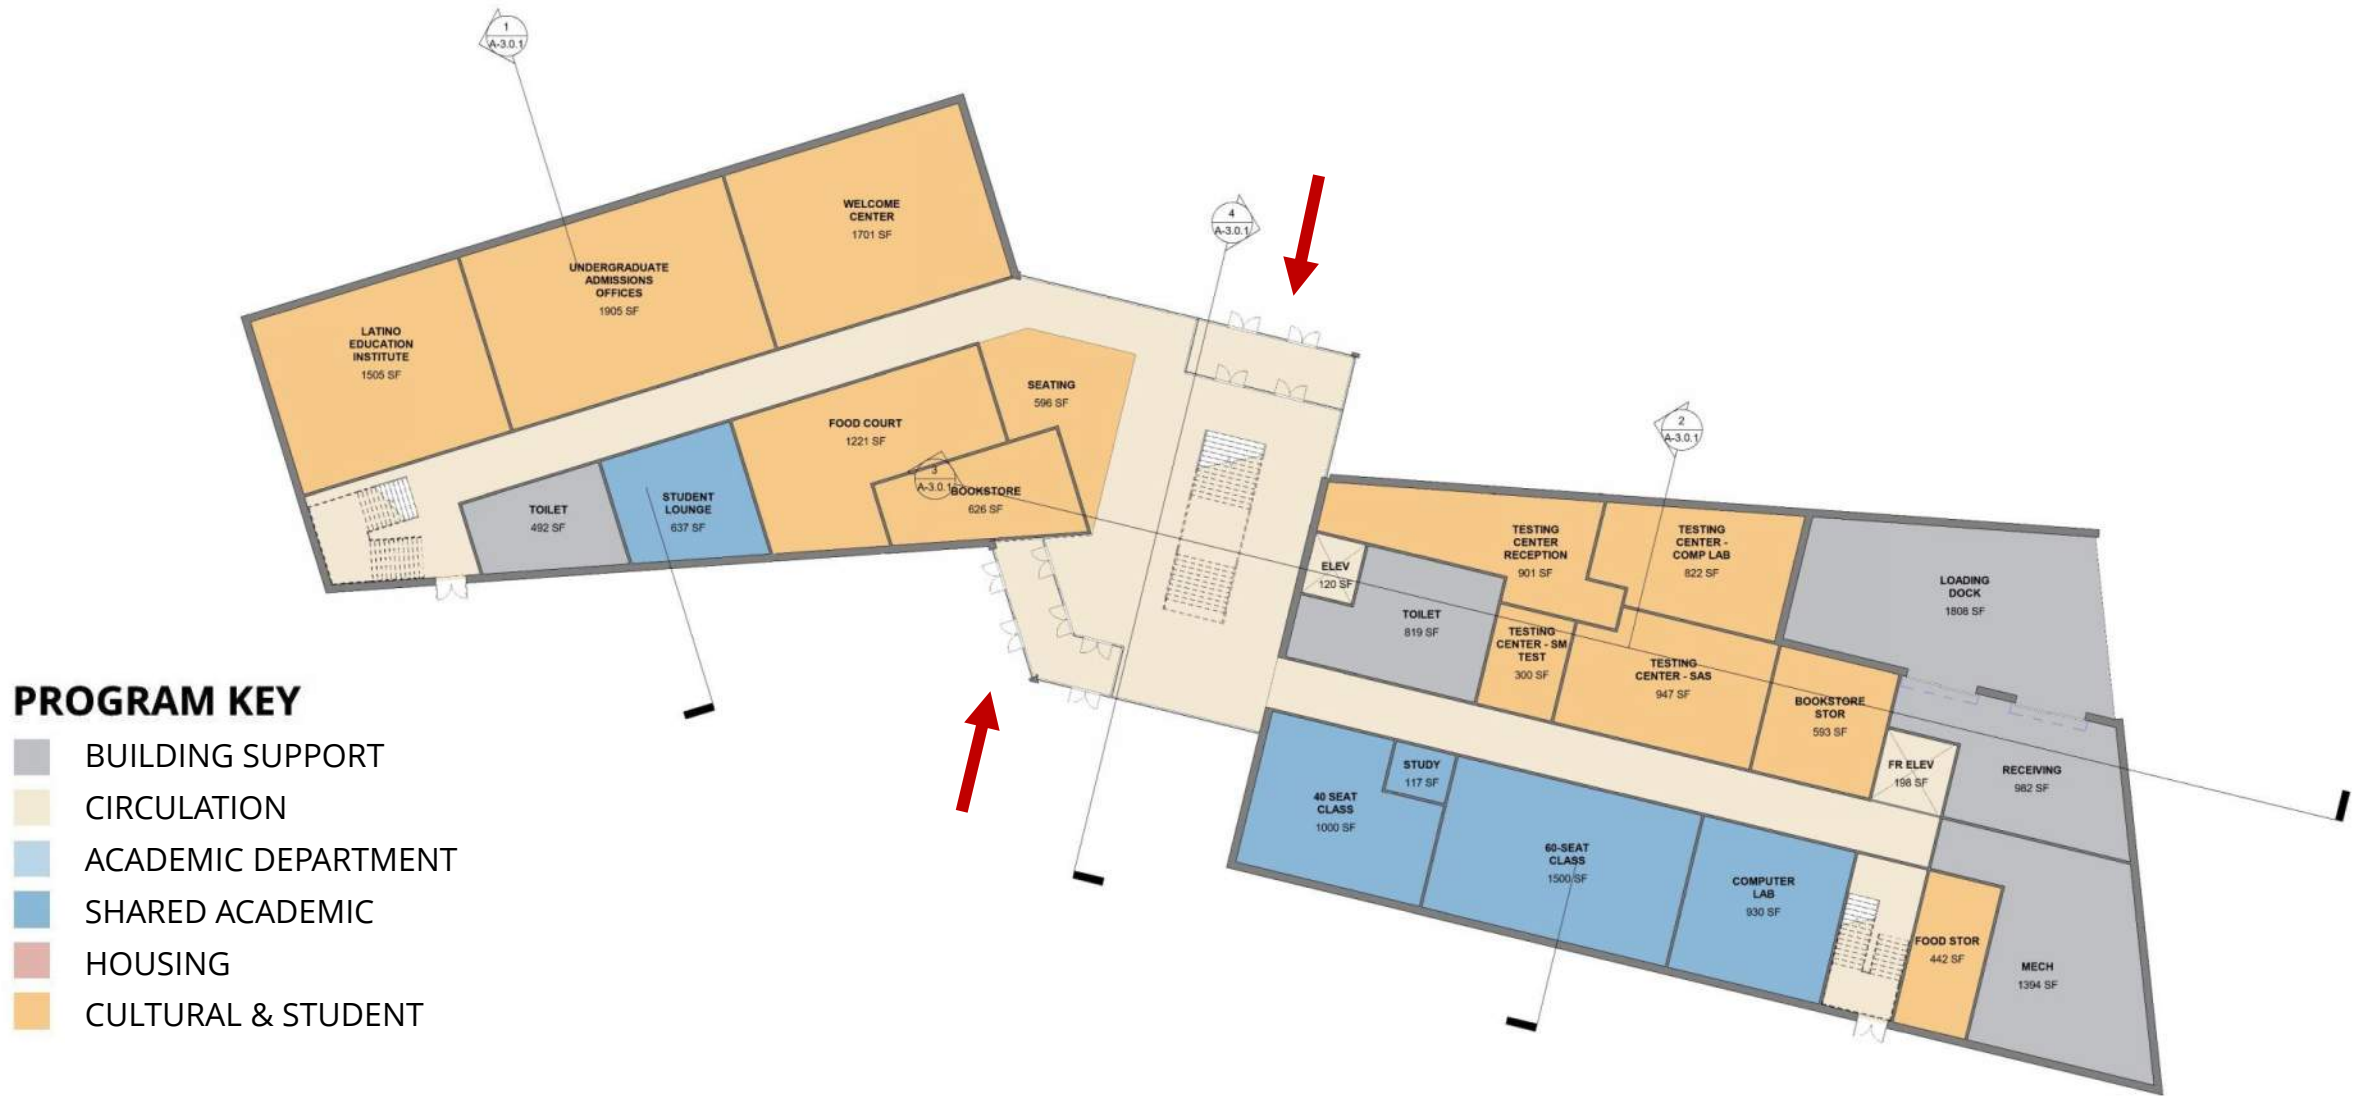 1
A-3.0.1
WELCOME
CENTER
1701 SF
UNDERGRADUATE
ADMISSIONS
OFFICES
1905 SF
LATINO
EDUCATION
INSTITUTE
1505 SF
4
A-3.0.1
SEATING
596 SF
FOOD COURT
1221 SF
3
A-3.0.1
BOOKSTORE
626 SF
STUDENT
LOUNGE
637 SF
TOILET
492 SF
2
A-3.0.1
TESTING
CENTER
RECEPTION
901 SF
TESTING
CENTER -
COMP LAB
822 SF
ELEV
120 SF
TOILET
819 SF
LOADING
DOCK
1808 SF
TESTING
CENTER - SM
TEST
300 SF
TESTING
CENTER - SAS
947 SF
BOOKSTORE
STOR
593 SF
FR ELEV
198 SF
RECEIVING
982 SF
40 SEAT
CLASS
1000 SF
STUDY
117 SF
60-SEAT
CLASS
1500 SF
COMPUTER
LAB
930 SF
FOOD STOR
442 SF
MECH
1394 SF
PROGRAM KEY
BUILDING SUPPORT
CIRCULATION
ACADEMIC DEPARTMENT
SHARED ACADEMIC
HOUSING
CULTURAL & STUDENT